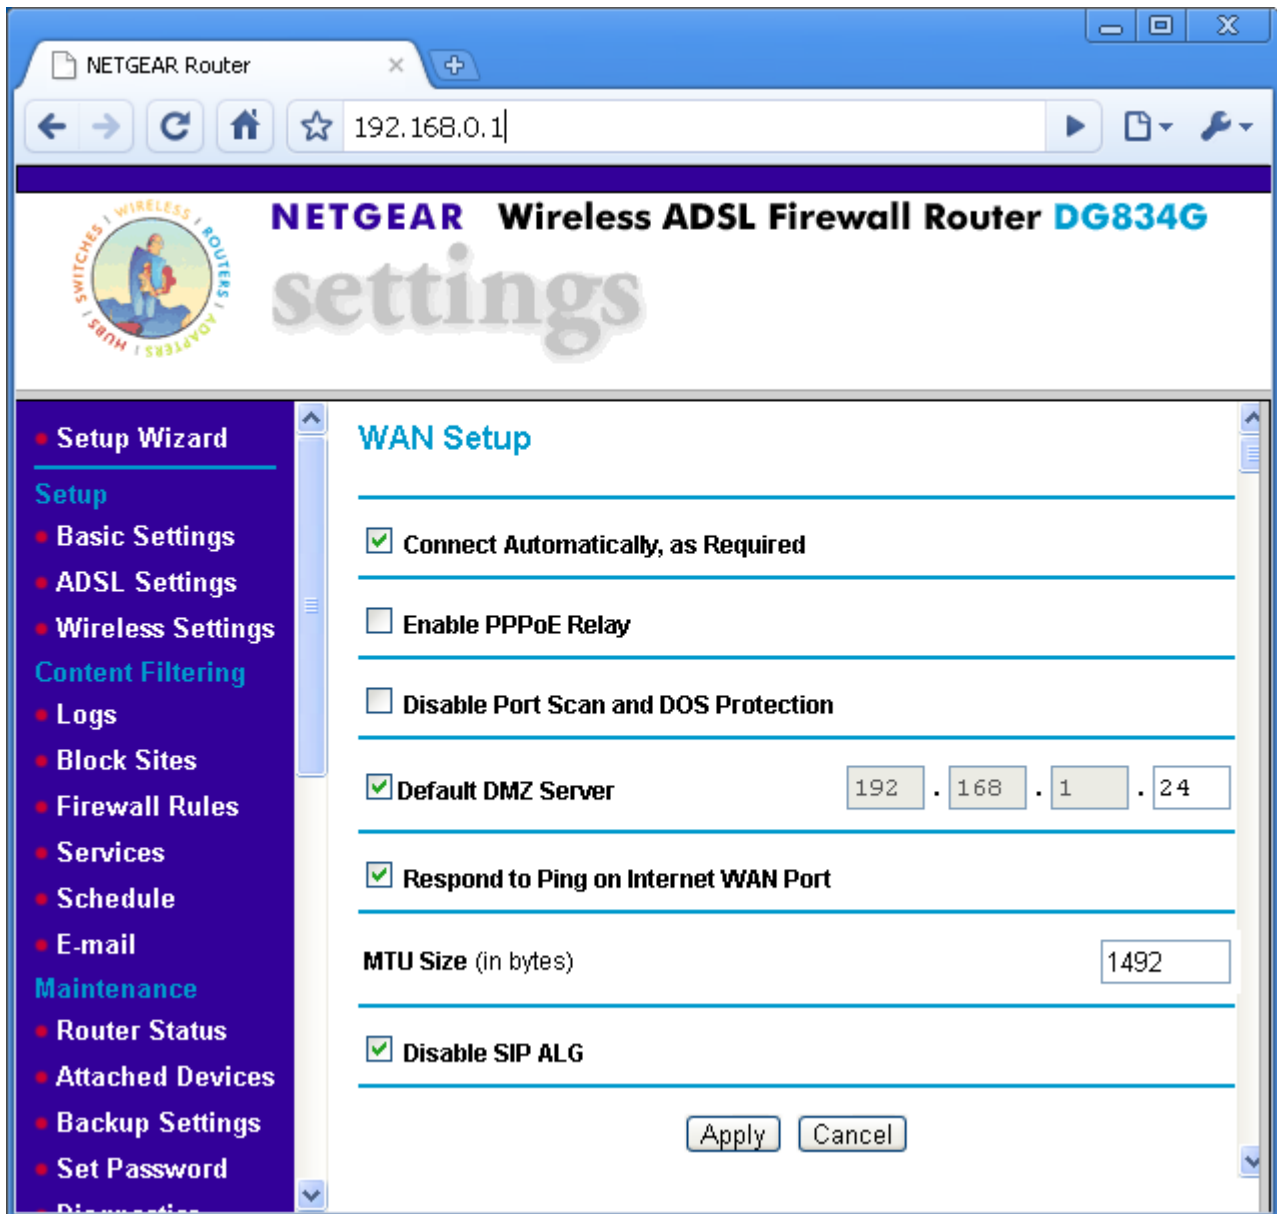 NETGEAR Router
192.168.0.1
SWITCHES | WIRELESS | ROUTERS | ADAPTERS | HUBS |
NETGEAR Wireless ADSL Firewall Router DG834G
settings
Setup Wizard
Setup
Basic Settings
ADSL Settings
Wireless Settings
Content Filtering
Logs
Block Sites
Firewall Rules
Services
Schedule
E-mail
Maintenance
Router Status
Attached Devices
Backup Settings
Set Password
Diagnostics
WAN Setup
Connect Automatically, as Required
Enable PPPoE Relay
Disable Port Scan and DOS Protection
Default DMZ Server 192 . 168 . 1 . 24
Respond to Ping on Internet WAN Port
MTU Size (in bytes) 1492
Disable SIP ALG
Apply Cancel